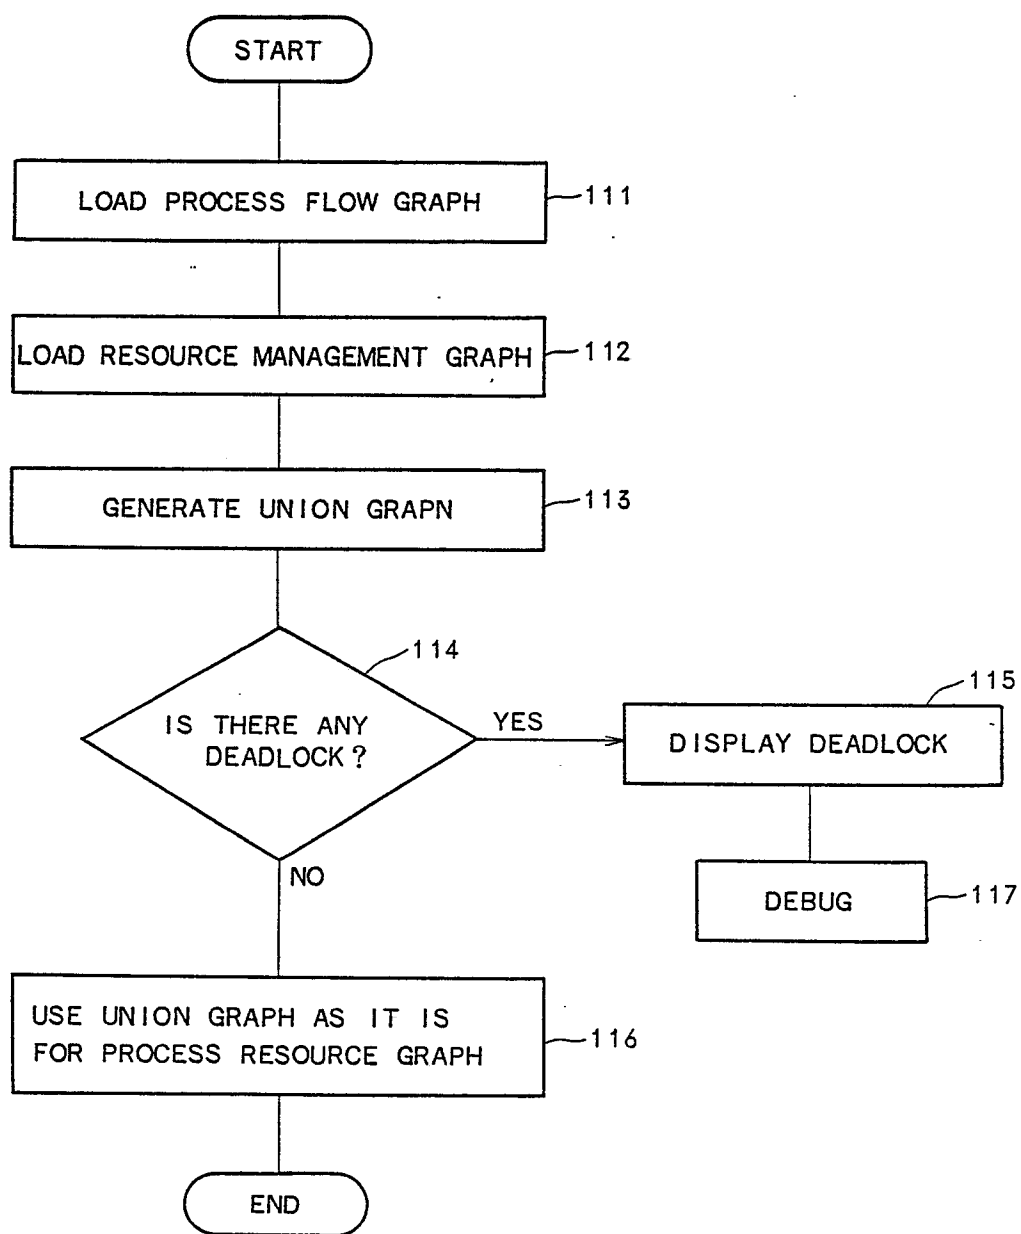 START
LOAD PROCESS FLOW GRAPH
111
LOAD RESOURCE MANAGEMENT GRAPH
112
GENERATE UNION GRAPN
113
114
IS THERE ANY
DEADLOCK?
YES
115
DISPLAY DEADLOCK
DEBUG
117
NO
USE UNION GRAPH AS IT IS
FOR PROCESS RESOURCE GRAPH
116
END